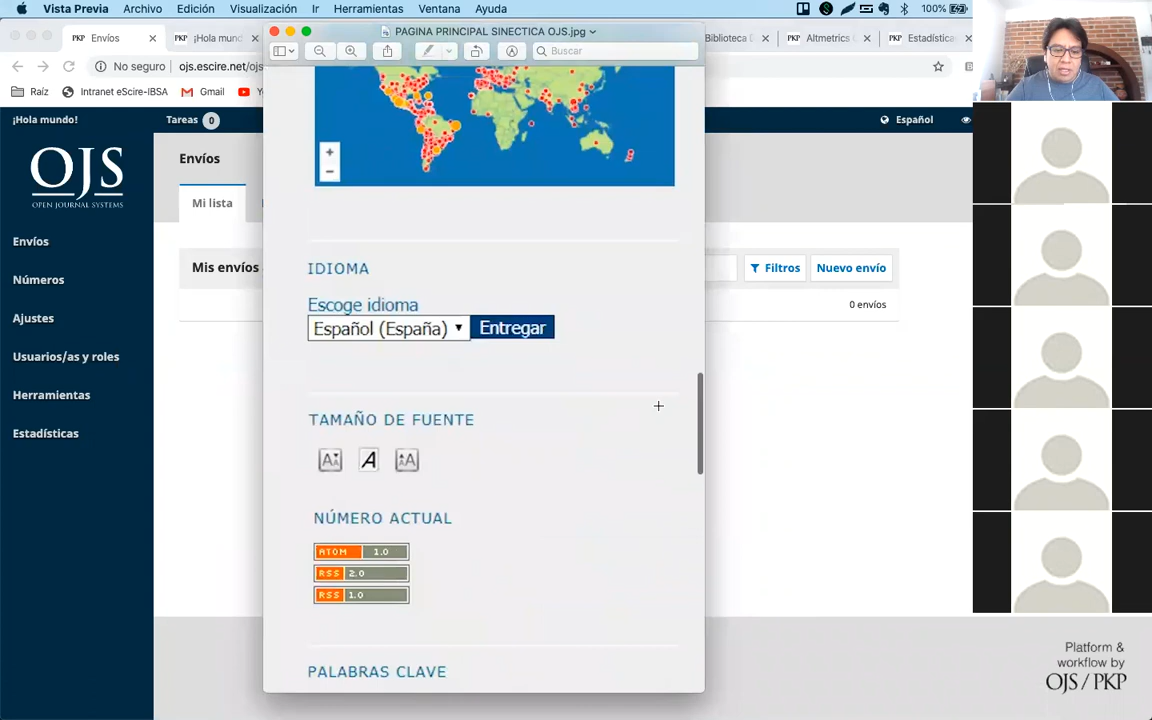 Vista Previa Archivo Edición Visualización Ir Herramientas Ventana Ayuda 100%
PAGINA PRINCIPAL SINECTICA OJS.jpg
Envíos
¡Hola mun
Biblioteca D
Altmetrics
Estadística
Buscar
No seguro ojs.escire.net/ojs
Raíz Intranet eScire-IBSA Gmail
¡Hola mundo! Tareas 0 Español
OJS
OPEN JOURNAL SYSTEMS
Envíos
Números
Ajustes
Usuarios/as y roles
Herramientas
Estadísticas
Envíos
Mi lista
Mis envíos
Filtros
Nuevo envío
0 envíos
+
−
IDIOMA
Escoge idioma
Español (España) Entregar
TAMAÑO DE FUENTE
NÚMERO ACTUAL
ATOM 1.0
RSS 2.0
RSS 1.0
PALABRAS CLAVE
Platform &
workflow by
OJS / PKP